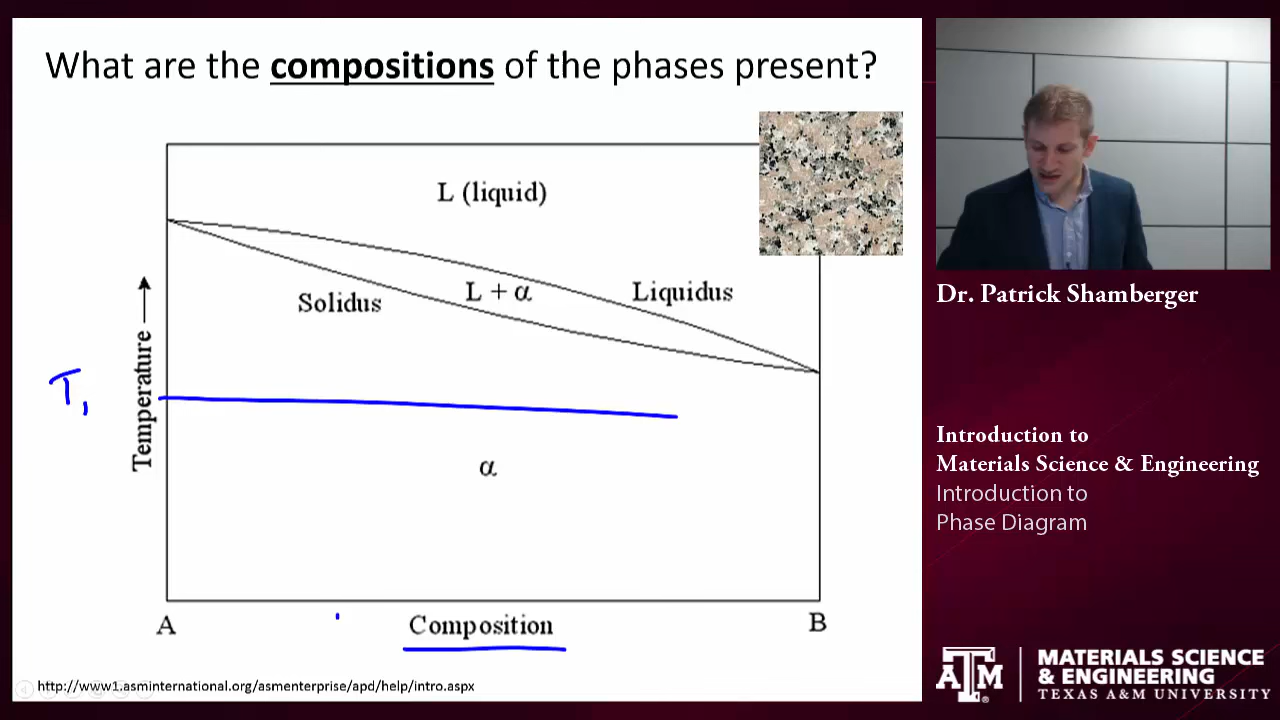 What are the compositions of the phases present?
L (liquid)
L + α
Solidus
Liquidus
Temperature
T₁
α
A
Composition
B
http://www1.asminternational.org/asmenterprise/apd/help/intro.aspx
Dr. Patrick Shamberger
Introduction to
Materials Science & Engineering
Introduction to
Phase Diagram
ATM
MATERIALS SCIENCE
& ENGINEERING
TEXAS A&M UNIVERSITY